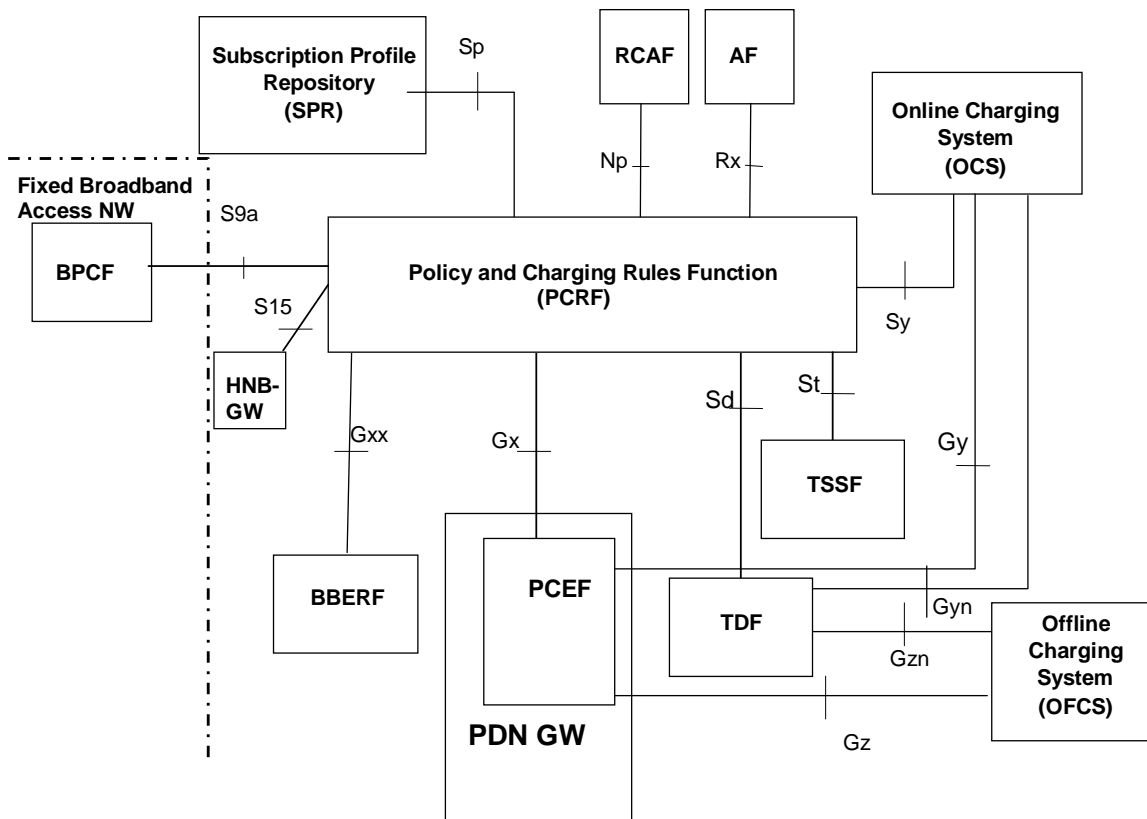 Subscription Profile
Repository
(SPR)
Sp
RCAF
AF
Online Charging
System
(OCS)
Np
Rx
Fixed Broadband
Access NW
S9a
BPCF
Policy and Charging Rules Function
(PCRF)
S15
Sy
HNB-
GW
St
Sd
Gxx
Gx
Gy
TSSF
PCEF
BBERF
TDF
Gyn
Gzn
Offline
Charging
System
(OFCS)
PDN GW
Gz